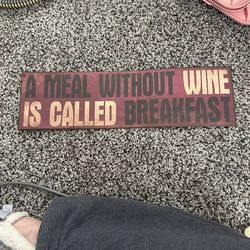 A MEAL WITHOUT WINE
IS CALLED BREAKFAST